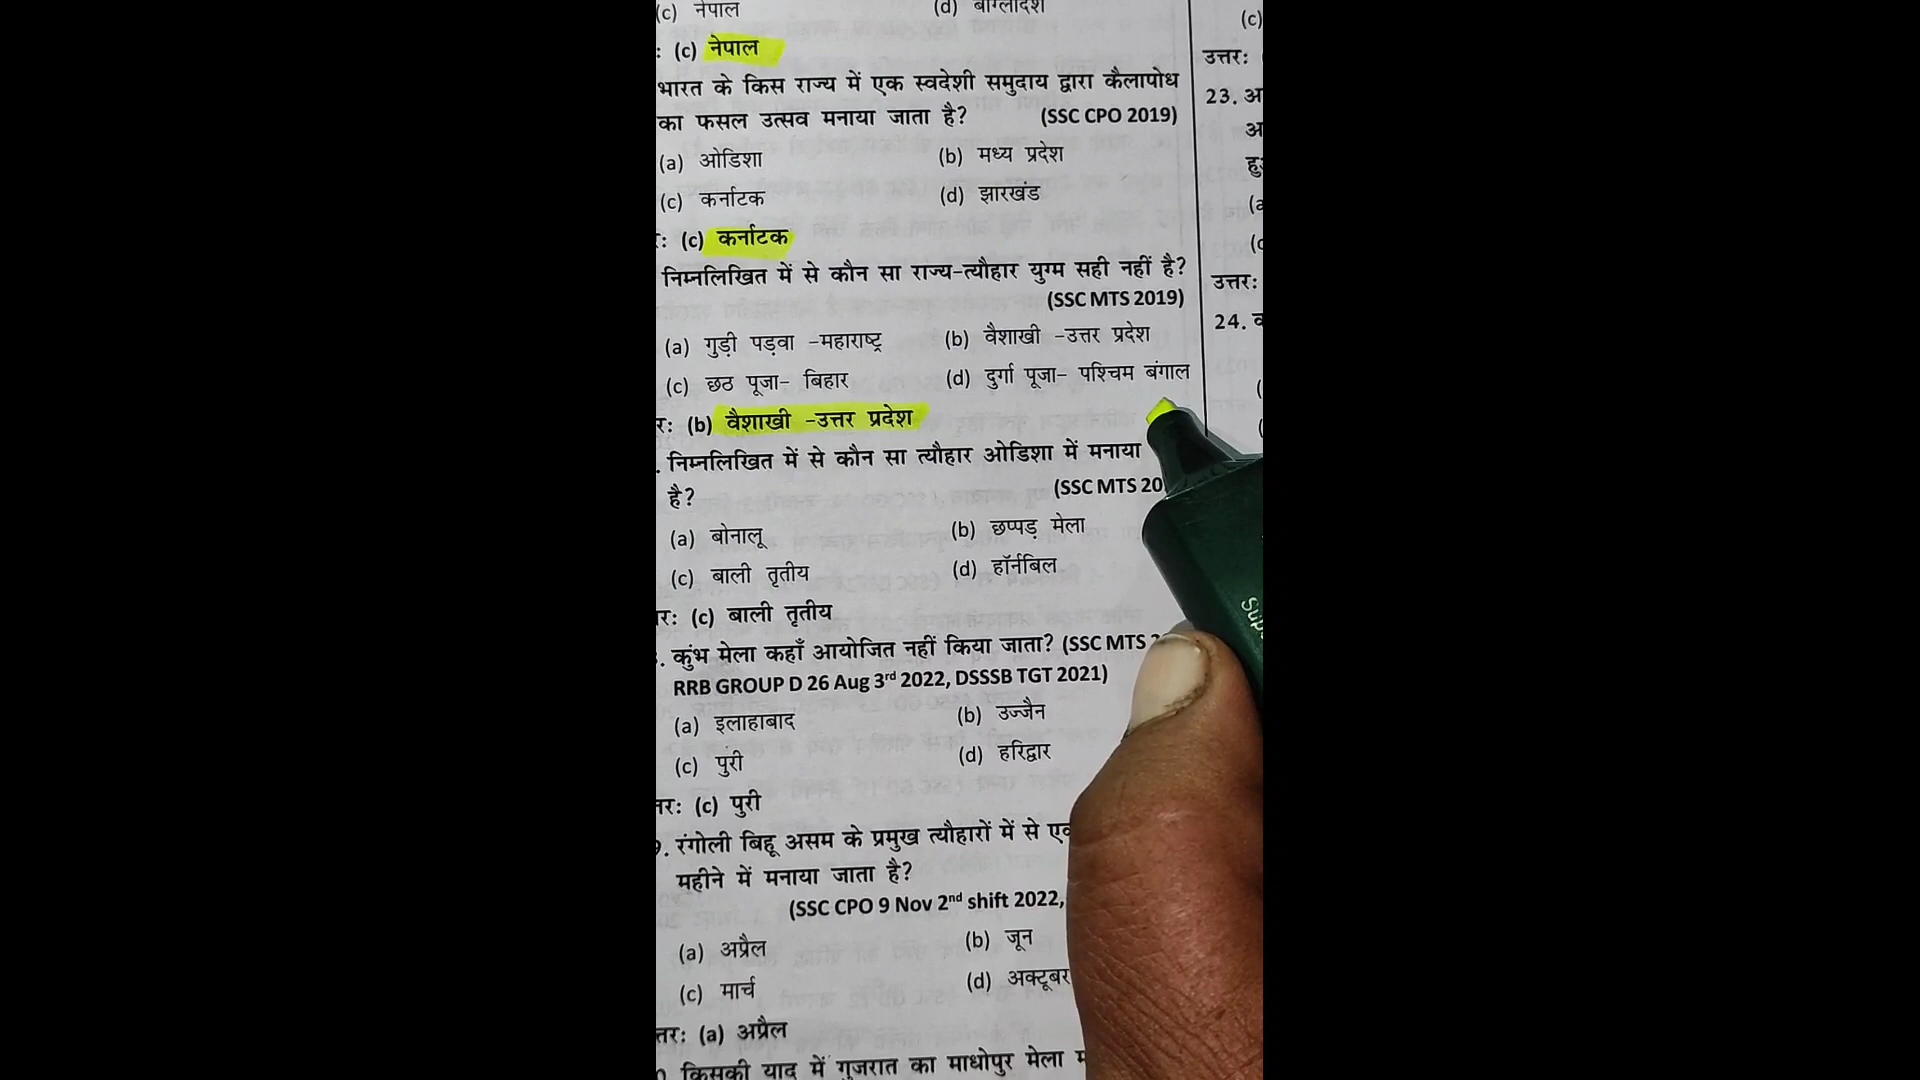 (c) नेपाल (d) बांग्लादेश
: (c) नेपाल
भारत के किस राज्य में एक स्वदेशी समुदाय द्वारा कैलापोध
का फसल उत्सव मनाया जाता है? (SSC CPO 2019)
(a) ओडिशा (b) मध्य प्रदेश
(c) कर्नाटक (d) झारखंड
: (c) कर्नाटक
निम्नलिखित में से कौन सा राज्य-त्यौहार युग्म सही नहीं है?
(SSC MTS 2019)
(a) गुड़ी पड़वा -महाराष्ट्र (b) वैशाखी -उत्तर प्रदेश
(c) छठ पूजा- बिहार (d) दुर्गा पूजा- पश्चिम बंगाल
रः (b) वैशाखी -उत्तर प्रदेश
. निम्नलिखित में से कौन सा त्यौहार ओडिशा में मनाया
है? (SSC MTS 20
(a) बोनालू (b) छप्पड़ मेला
(c) बाली तृतीय (d) हॉर्नबिल
रः (c) बाली तृतीय
. कुंभ मेला कहाँ आयोजित नहीं किया जाता? (SSC MTS
RRB GROUP D 26 Aug 3rd 2022, DSSSB TGT 2021)
(a) इलाहाबाद (b) उज्जैन
(c) पुरी (d) हरिद्वार
तरः (c) पुरी
. रंगोली बिहू असम के प्रमुख त्यौहारों में से
महीने में मनाया जाता है?
(SSC CPO 9 Nov 2nd shift 2022,
(a) अप्रैल (b) जून
(c) मार्च (d) अक्टूबर
तरः (a) अप्रैल
. किसकी याद में गुजरात का माधोपुर मेला
(c)
उत्तरः
23. अ
अ
हु
(a
(c
उत्तरः
24.